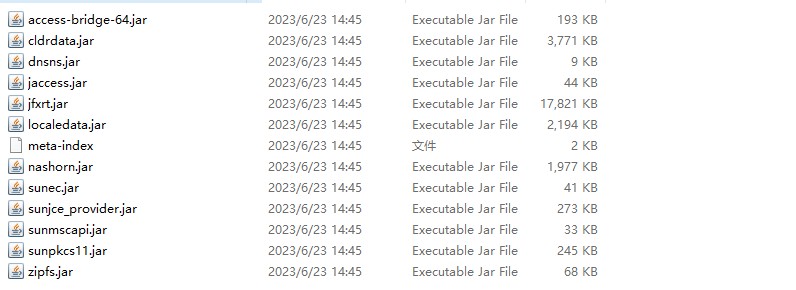 access-bridge-64.jar 2023/6/23 14:45 Executable Jar File 193 KB
cldrdata.jar 2023/6/23 14:45 Executable Jar File 3,771 KB
dnsns.jar 2023/6/23 14:45 Executable Jar File 9 KB
jaccess.jar 2023/6/23 14:45 Executable Jar File 44 KB
jfxrt.jar 2023/6/23 14:45 Executable Jar File 17,821 KB
localedata.jar 2023/6/23 14:45 Executable Jar File 2,194 KB
meta-index 2023/6/23 14:45 文件 2 KB
nashorn.jar 2023/6/23 14:45 Executable Jar File 1,977 KB
sunec.jar 2023/6/23 14:45 Executable Jar File 41 KB
sunjce_provider.jar 2023/6/23 14:45 Executable Jar File 273 KB
sunmscapi.jar 2023/6/23 14:45 Executable Jar File 33 KB
sunpkcs11.jar 2023/6/23 14:45 Executable Jar File 245 KB
zipfs.jar 2023/6/23 14:45 Executable Jar File 68 KB